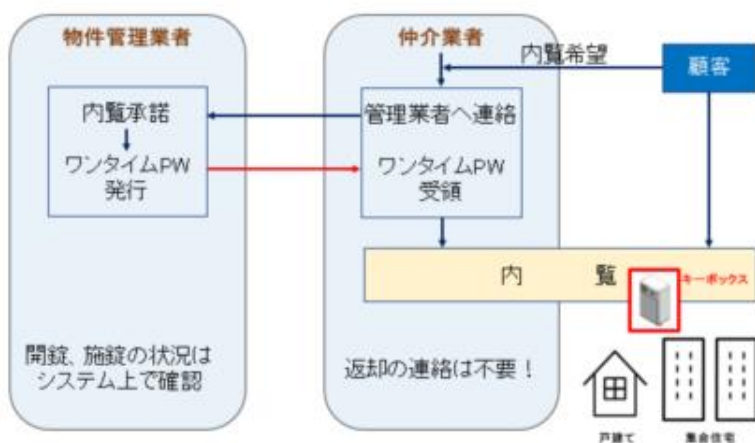 物件管理業者
仲介業者
内覧希望
顧客
内覧承諾
ワンタイムPW
発行
管理業者へ連絡
ワンタイムPW
受領
内 覧
キーボックス
開錠、施錠の状況は
システム上で確認
返却の連絡は不要！
戸建て
集合住宅